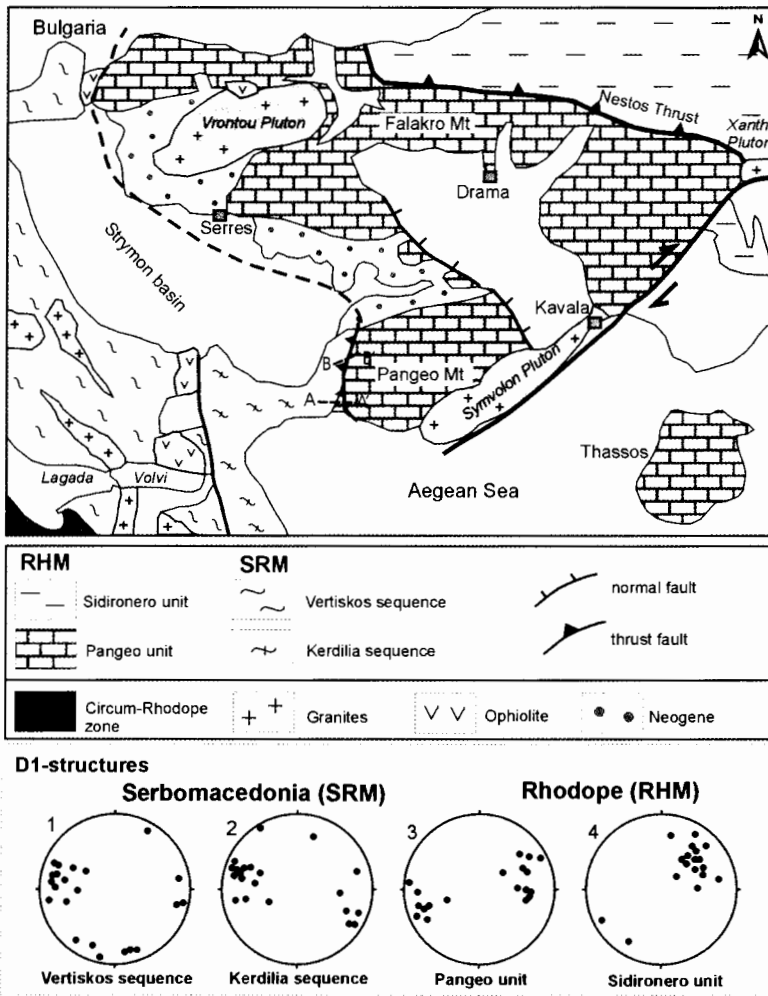 Bulgaria
N
Nestos Thrust
Vrontou Pluton
Falakro Mt
Xanth
Pluton
Drama
Serres
Strymon basin
Kavala
B
B
Pangeo Mt
Symvolon Pluton
A
A
Thassos
Lagada
Volvi
Aegean Sea
RHM
SRM
Sidironero unit
Vertiskos sequence
normal fault
Pangeo unit
Kerdilia sequence
thrust fault
Circum-Rhodope
zone
Granites
Ophiolite
Neogene
D1-structures
Serbomacedonia (SRM)
Rhodope (RHM)
1
2
3
4
Vertiskos sequence
Kerdilia sequence
Pangeo unit
Sidironero unit